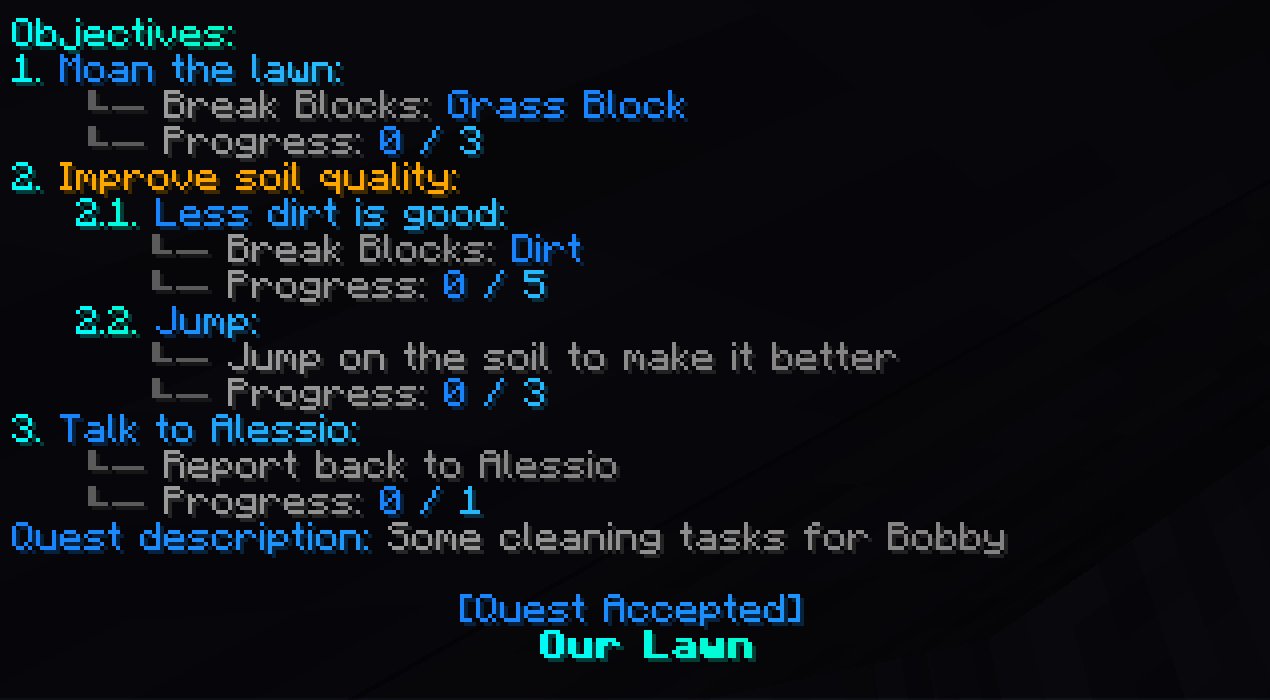 Objectives:
1. Moan the lawn:
└─ Break Blocks: Grass Block
└─ Progress: 0 / 3
2. Improve soil quality:
2.1. Less dirt is good:
└─ Break Blocks: Dirt
└─ Progress: 0 / 5
2.2. Jump:
└─ Jump on the soil to make it better
└─ Progress: 0 / 3
3. Talk to Alessio:
└─ Report back to Alessio
└─ Progress: 0 / 1
Quest description: Some cleaning tasks for Bobby
[Quest Accepted]
Our Lawn